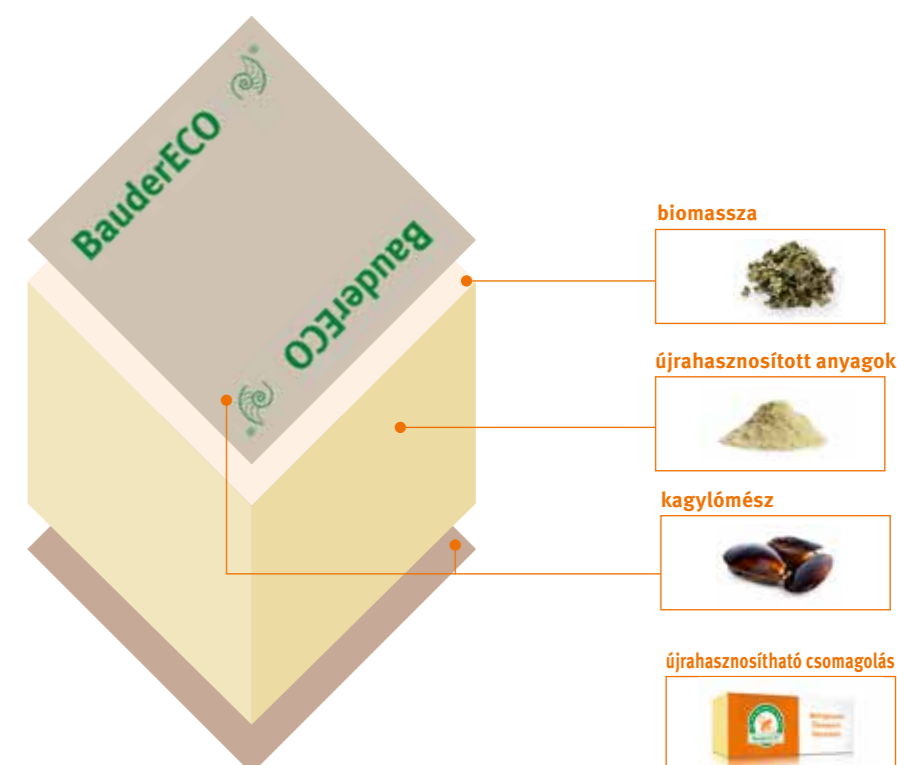 BauderECO
BauderECO
biomassza
újrahasznosított anyagok
kagylómész
újrahasznosítható csomagolás